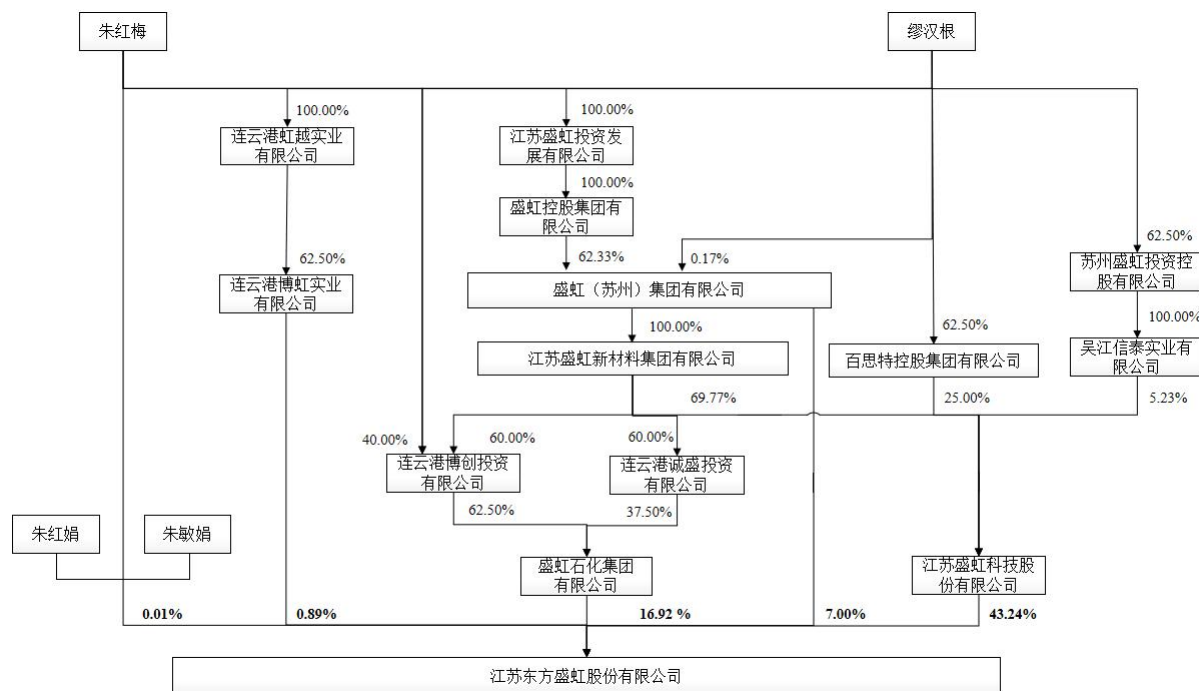 朱红梅
缪汉根
100.00%
100.00%
连云港虹越实业
有限公司
江苏盛虹投资发
展有限公司
100.00%
盛虹控股集团有
限公司
62.50%
62.33%
0.17%
62.50%
连云港博虹实业
有限公司
盛虹（苏州）集团有限公司
苏州盛虹投资控
股有限公司
100.00%
62.50%
100.00%
江苏盛虹新材料集团有限公司
百思特控股集团有限公司
吴江信泰实业有
限公司
69.77%
25.00%
5.23%
40.00%
60.00%
60.00%
连云港博创投资
有限公司
连云港诚盛投资
有限公司
62.50%
37.50%
朱红娟
朱敏娟
盛虹石化集团
有限公司
江苏盛虹科技股
份有限公司
0.01%
0.89%
16.92 %
7.00%
43.24%
江苏东方盛虹股份有限公司